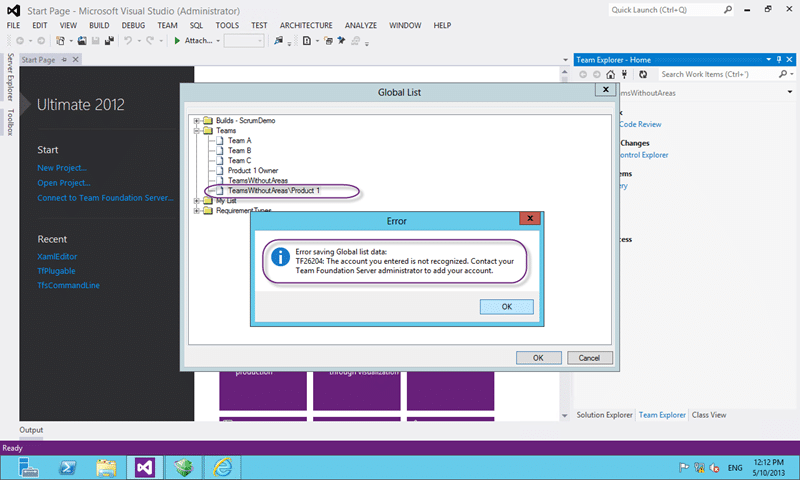 Start Page - Microsoft Visual Studio (Administrator)
Quick Launch (Ctrl+Q)
FILE EDIT VIEW BUILD DEBUG TEAM SQL TOOLS TEST ARCHITECTURE ANALYZE WINDOW HELP
Attach...
Server Explorer
Toolbox
Start Page
Ultimate 2012
Start
New Project...
Open Project...
Connect to Team Foundation Server...
Recent
XamlEditor
TfPlugable
TfsCommandLine
Global List
Builds - ScrumDemo
Teams
Team A
Team B
Team C
Product 1 Owner
TeamsWithoutAreas
TeamsWithoutAreas\Product 1
My List
RequirementTypes
Error
Error saving Global list data:
TF26204: The account you entered is not recognized. Contact your
Team Foundation Server administrator to add your account.
OK
OK Cancel
production
through visualization
Team Explorer - Home
Search Work Items (Ctrl+')
msWithoutAreas
Code Review
Changes
Control Explorer
Solution Explorer Team Explorer Class View
Output
Ready
ENG
12:12 PM
5/10/2013